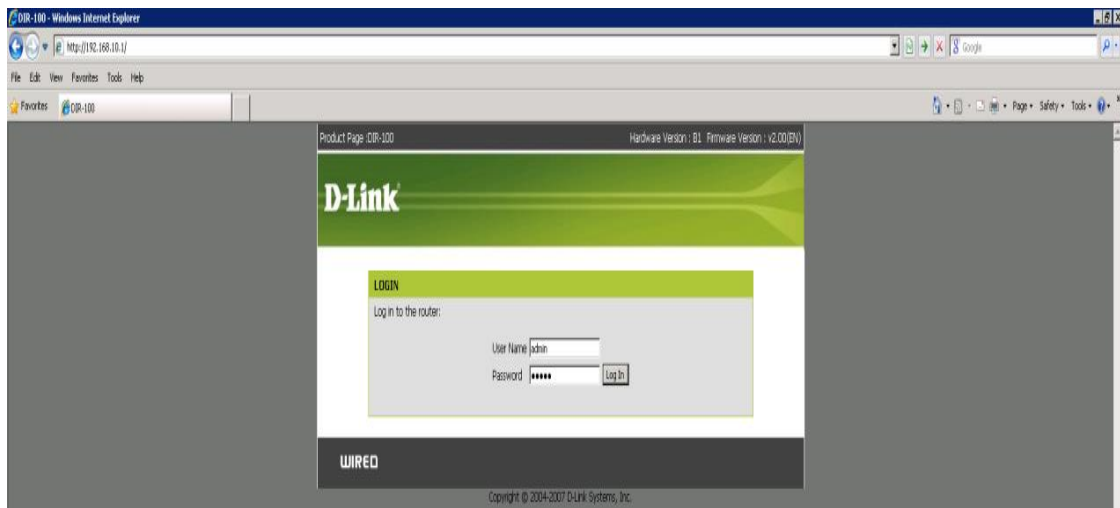 DIR-100 - Windows Internet Explorer
http://192.168.10.1/
Google
File Edit View Favorites Tools Help
Favorites DIR-100
Page Safety Tools
Product Page :DIR-100 Hardware Version : B1 Firmware Version : v2.00(EN)
D-Link
LOGIN
Log in to the router:
User Name admin
Password •••••
Log In
WIRED
Copyright © 2004-2007 D-Link Systems, Inc.